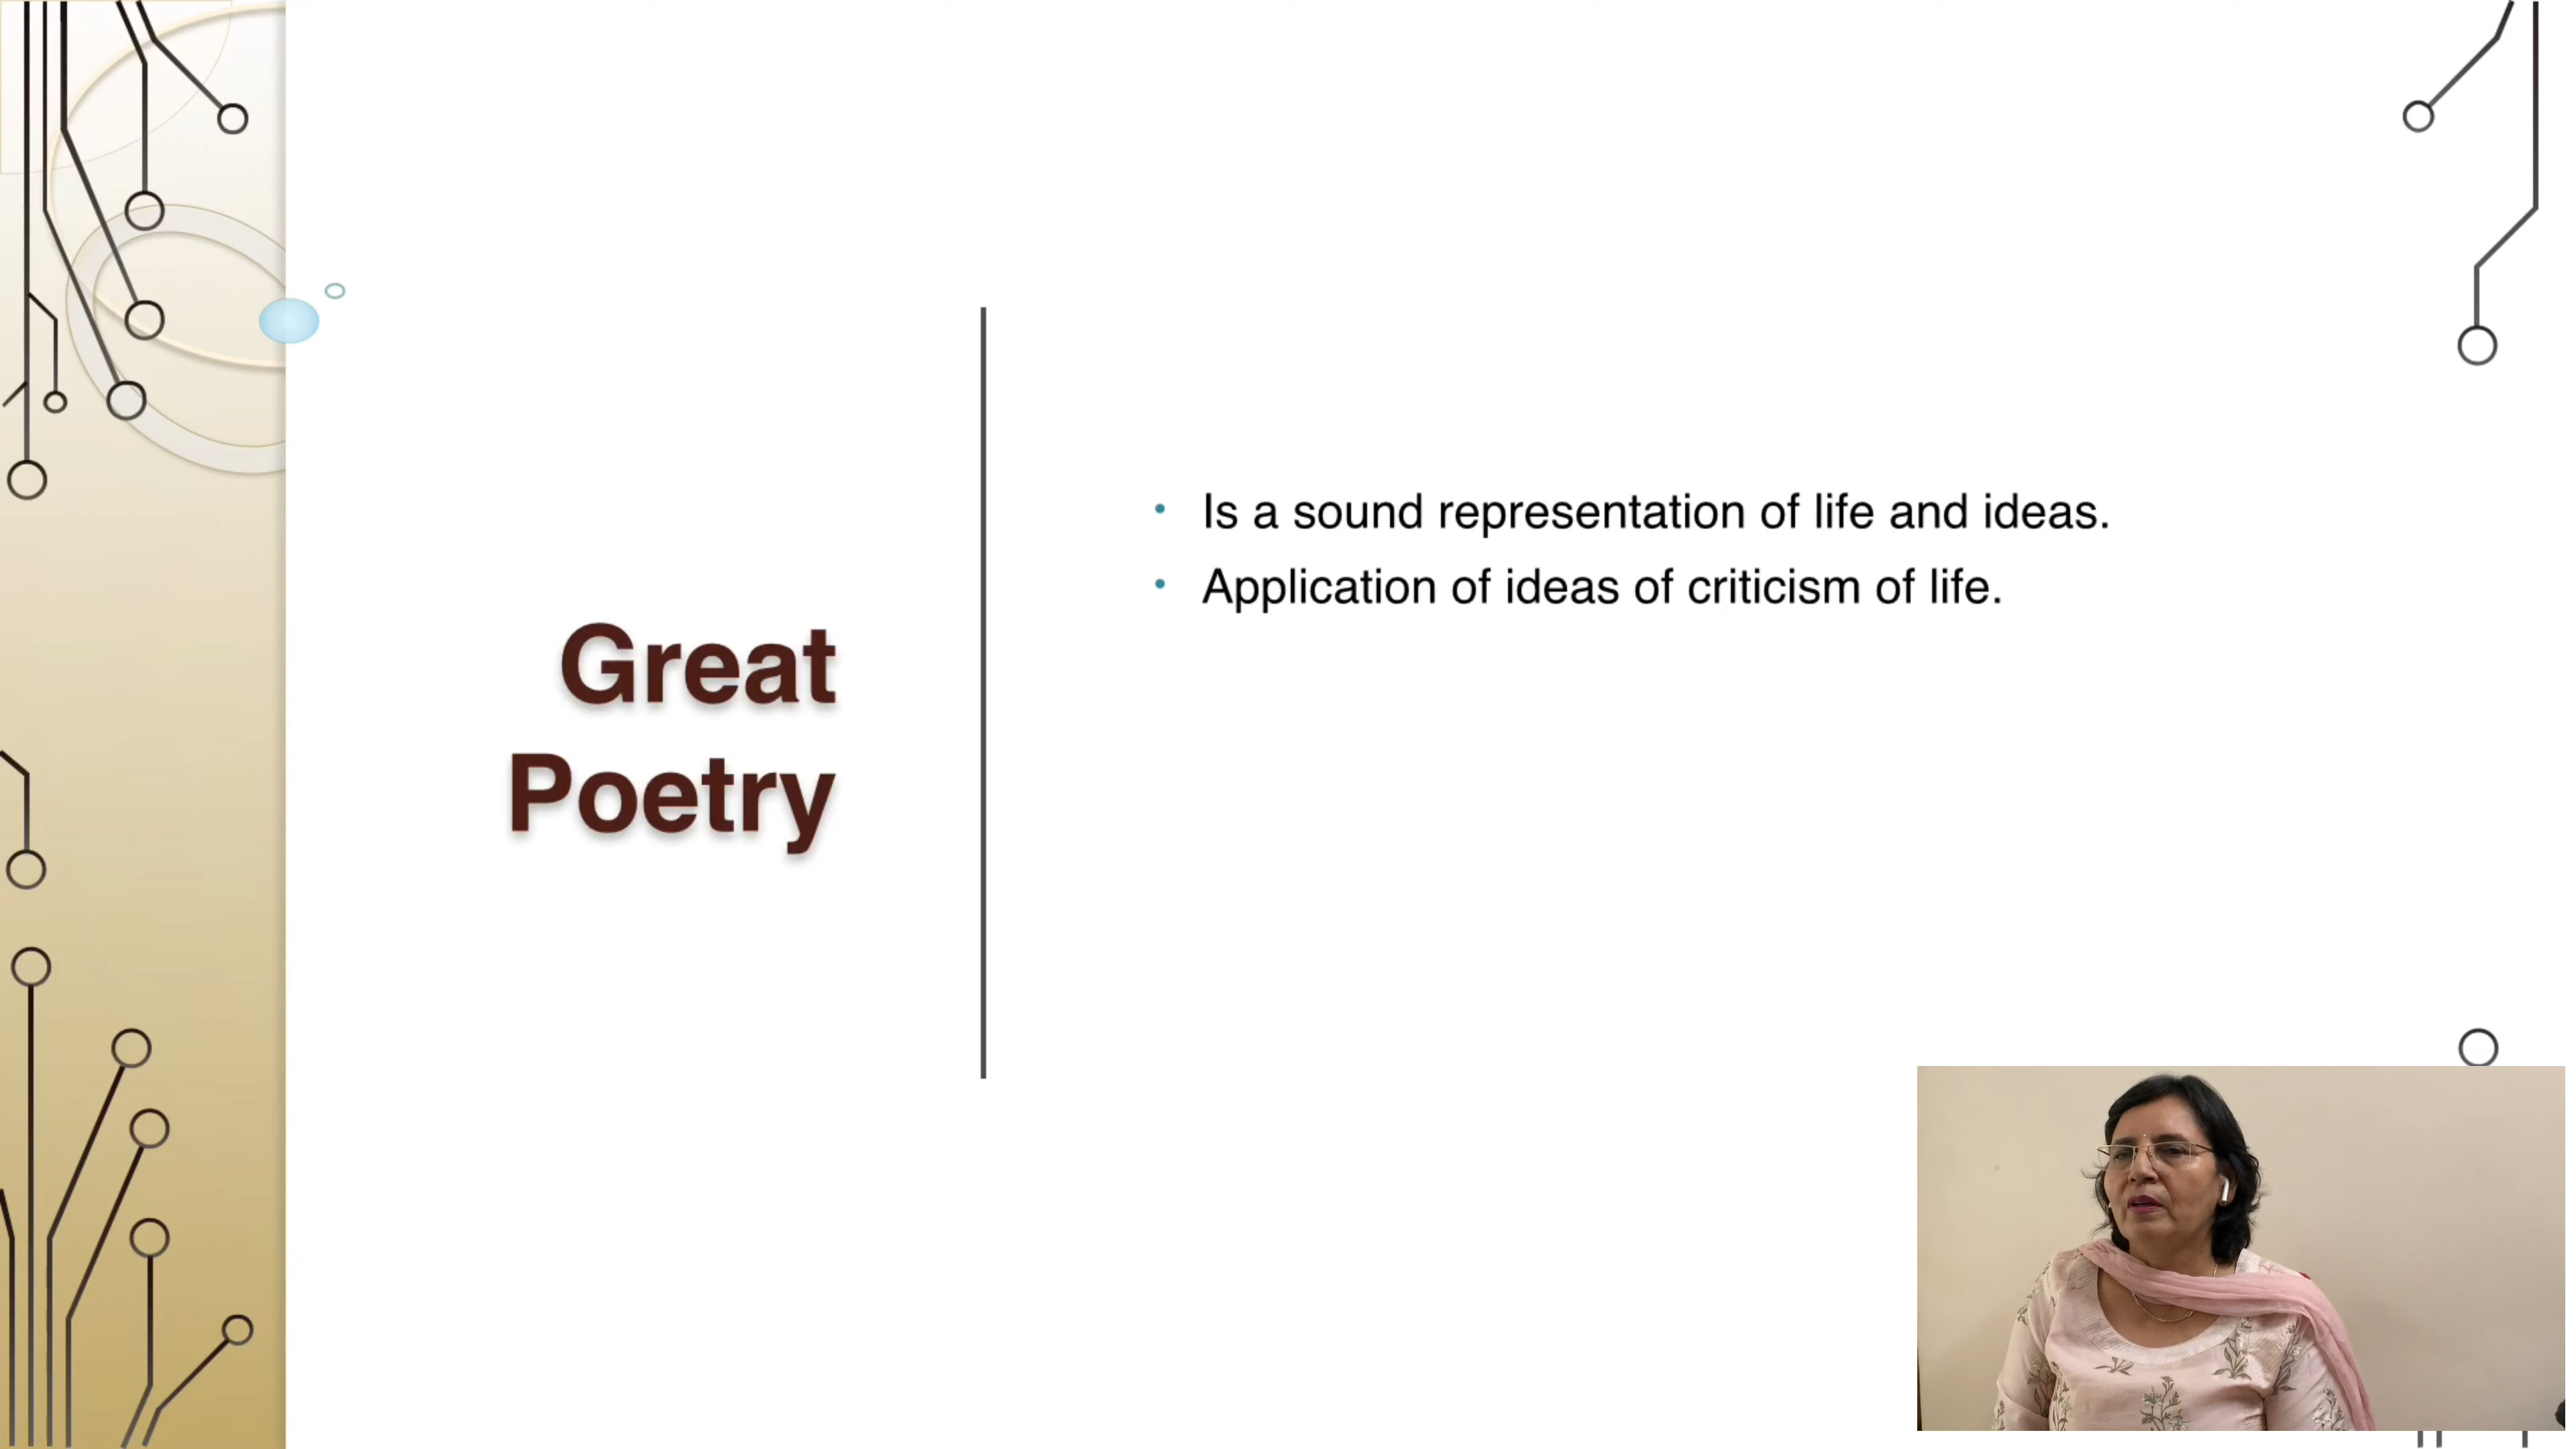 Great
Poetry
Is a sound representation of life and ideas.
Application of ideas of criticism of life.